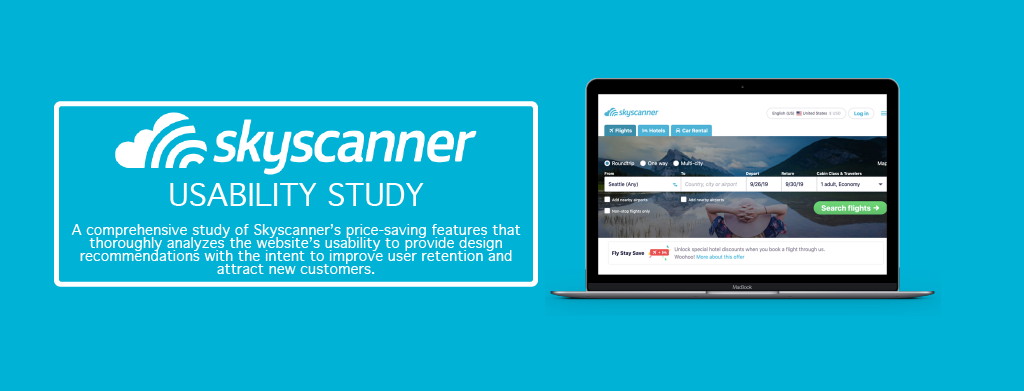 skyscanner
USABILITY STUDY
A comprehensive study of Skyscanner's price-saving features that
thoroughly analyzes the website's usability to provide design
recommendations with the intent to improve user retention and
attract new customers.
skyscanner
English (US) United States $ USD Log in
Flights Hotels Car Rental
Roundtrip One way Multi-city Map
From To Depart Return Cabin Class & Travelers
Seattle (Any) Country, city or airport 9/26/19 9/30/19 1 adult, Economy
Add nearby airports Add nearby airports
Non-stop flights only
Search flights →
Fly Stay Save Unlock special hotel discounts when you book a flight through us.
Woohoo! More about this offer
MacBook